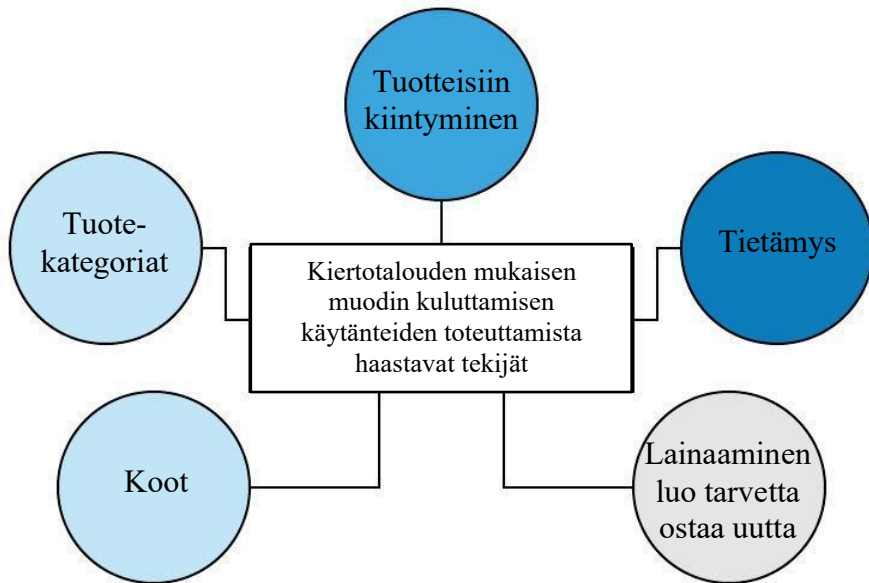 Tuotteisiin
kiintyminen
Tuote-
kategoriat
Tietämys
Kiertotalouden mukaisen
muodin kuluttamisen
käytänteiden toteuttamista
haastavat tekijät
Koot
Lainaaminen
luo tarvetta
ostaa uutta